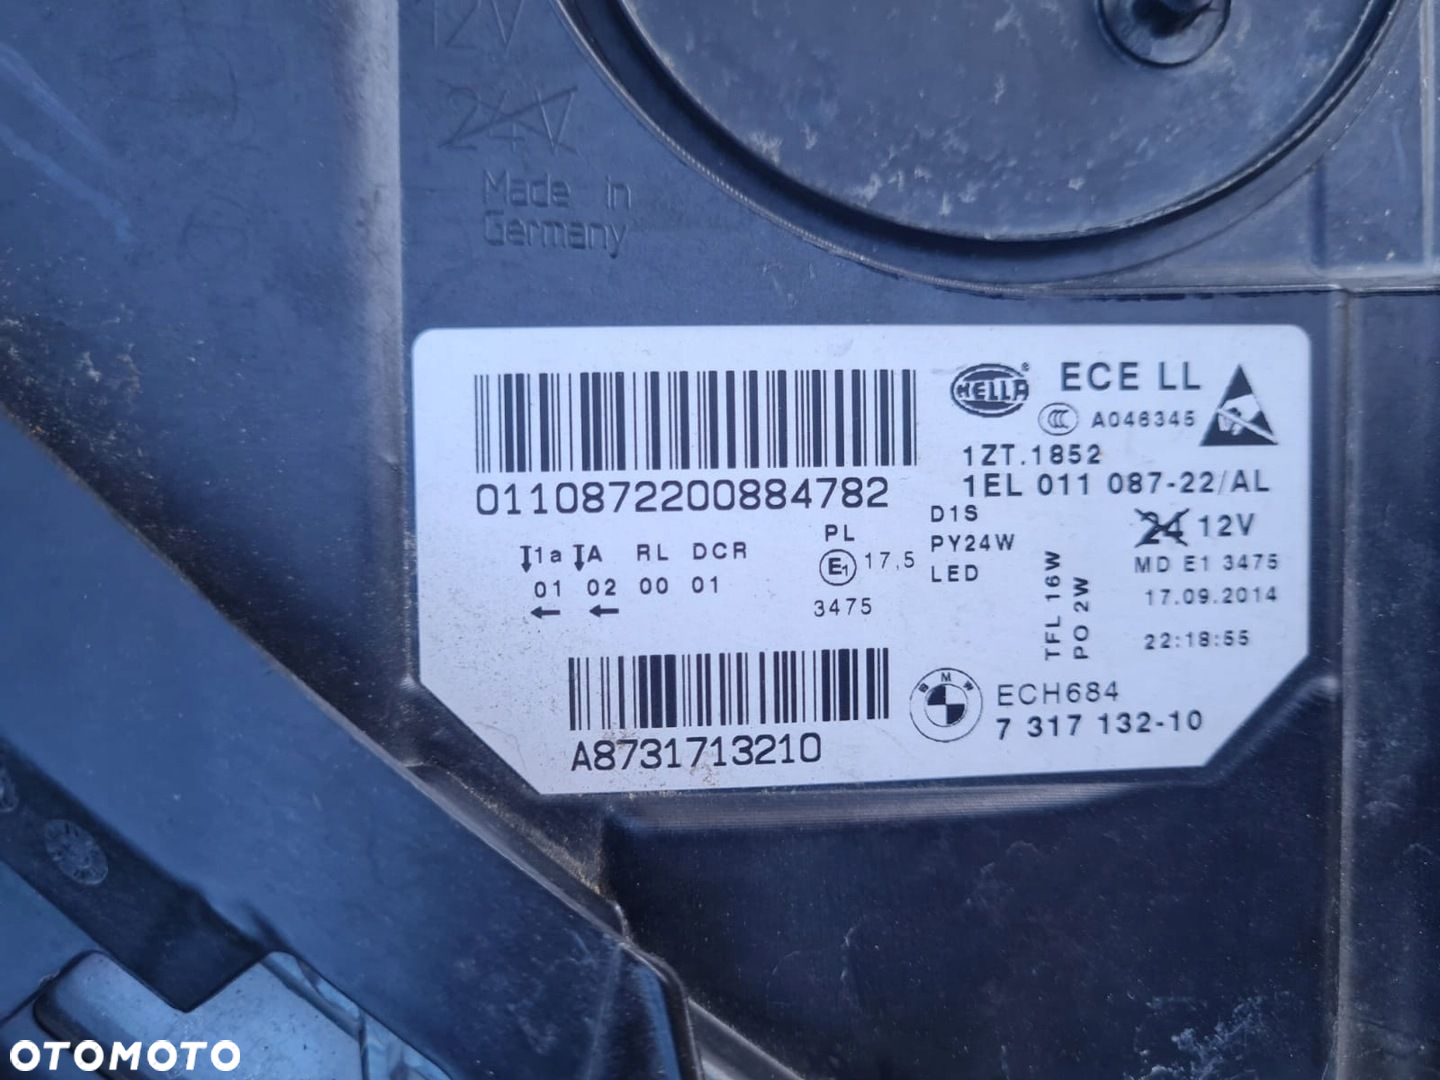 12V
24V
Made in
Germany
HELLA ® ECE LL
CCC A046345
1ZT.1852
0110872200884782
1EL 011 087-22/AL
D1S
24 12V
1a A RL DCR
01 02 00 01
PL
E1 17,5
3475
PY24W
LED
TFL 16W
PO 2W
MD E1 3475
17.09.2014
22:18:55
BMW
ECH684
7 317 132-10
A8731713210
OTOMOTO